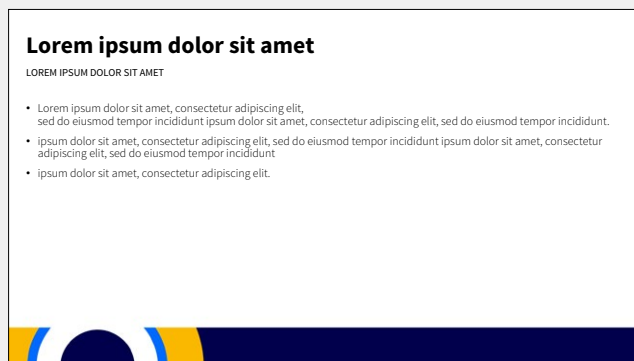 Lorem ipsum dolor sit amet
LOREM IPSUM DOLOR SIT AMET
• Lorem ipsum dolor sit amet, consectetur adipiscing elit,
sed do eiusmod tempor incididunt ipsum dolor sit amet, consectetur adipiscing elit, sed do eiusmod tempor incididunt.
• ipsum dolor sit amet, consectetur adipiscing elit, sed do eiusmod tempor incididunt ipsum dolor sit amet, consectetur
adipiscing elit, sed do eiusmod tempor incididunt
• ipsum dolor sit amet, consectetur adipiscing elit.